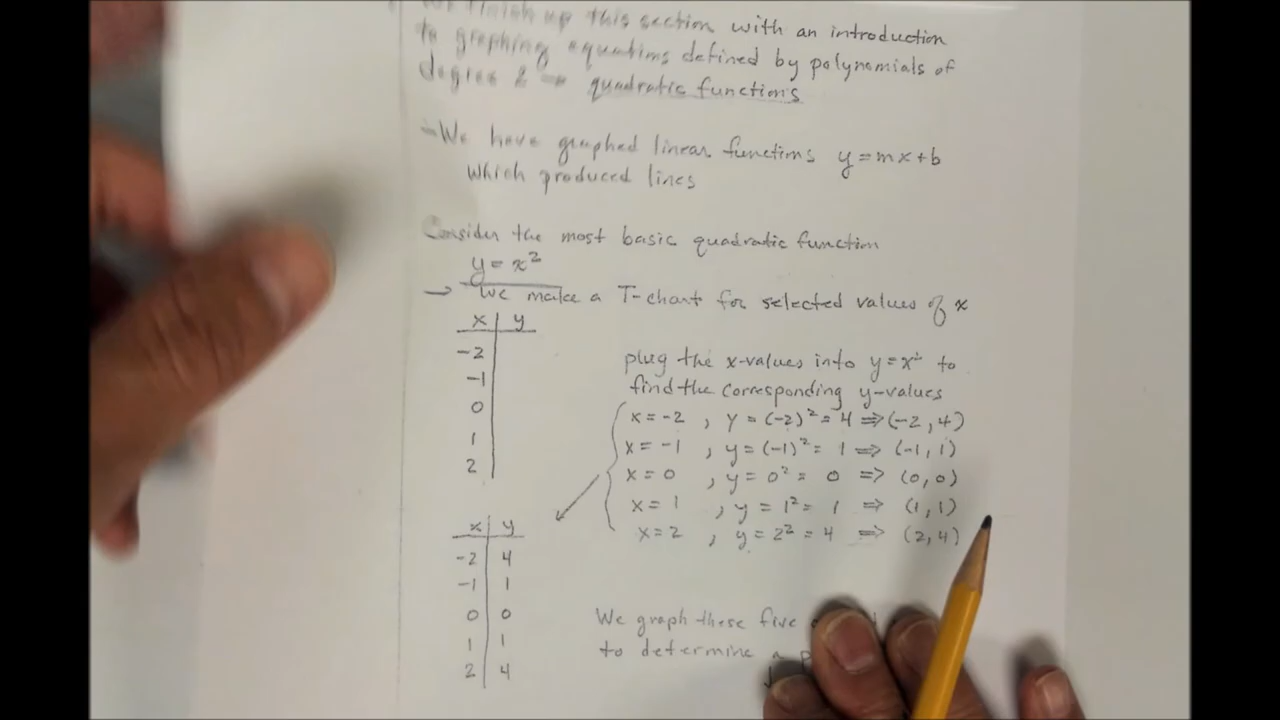 We finish up this section with an introduction
to graphing equations defined by polynomials of
degree 2 → quadratic functions
- We have graphed linear functions y = mx + b
which produced lines
Consider the most basic quadratic function
y = x²
→ We make a T-chart for selected values of x
x | y
-2
-1
0
1
2
plug the x-values into y = x² to
find the corresponding y-values
x = -2 , y = (-2)² = 4 ⇒ (-2, 4)
x = -1 , y = (-1)² = 1 ⇒ (-1, 1)
x = 0 , y = 0² = 0 ⇒ (0, 0)
x = 1 , y = 1² = 1 ⇒ (1, 1)
x = 2 , y = 2² = 4 ⇒ (2, 4)
x | y
-2 | 4
-1 | 1
0 | 0
1 | 1
2 | 4
We graph these five
to determine a